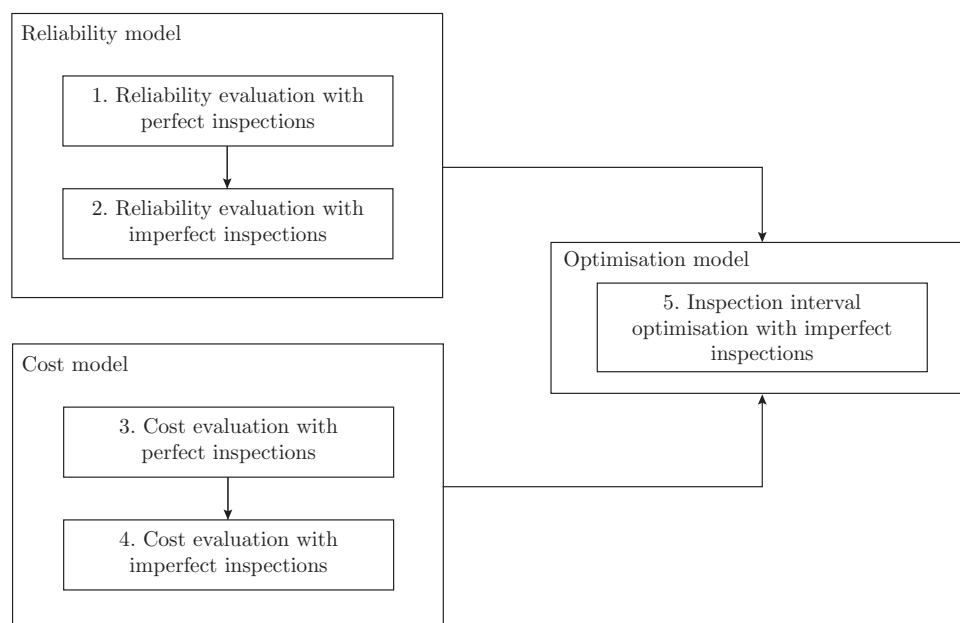 Reliability model
1. Reliability evaluation with
perfect inspections
2. Reliability evaluation with
imperfect inspections
Optimisation model
5. Inspection interval
optimisation with imperfect
inspections
Cost model
3. Cost evaluation with
perfect inspections
4. Cost evaluation with
imperfect inspections